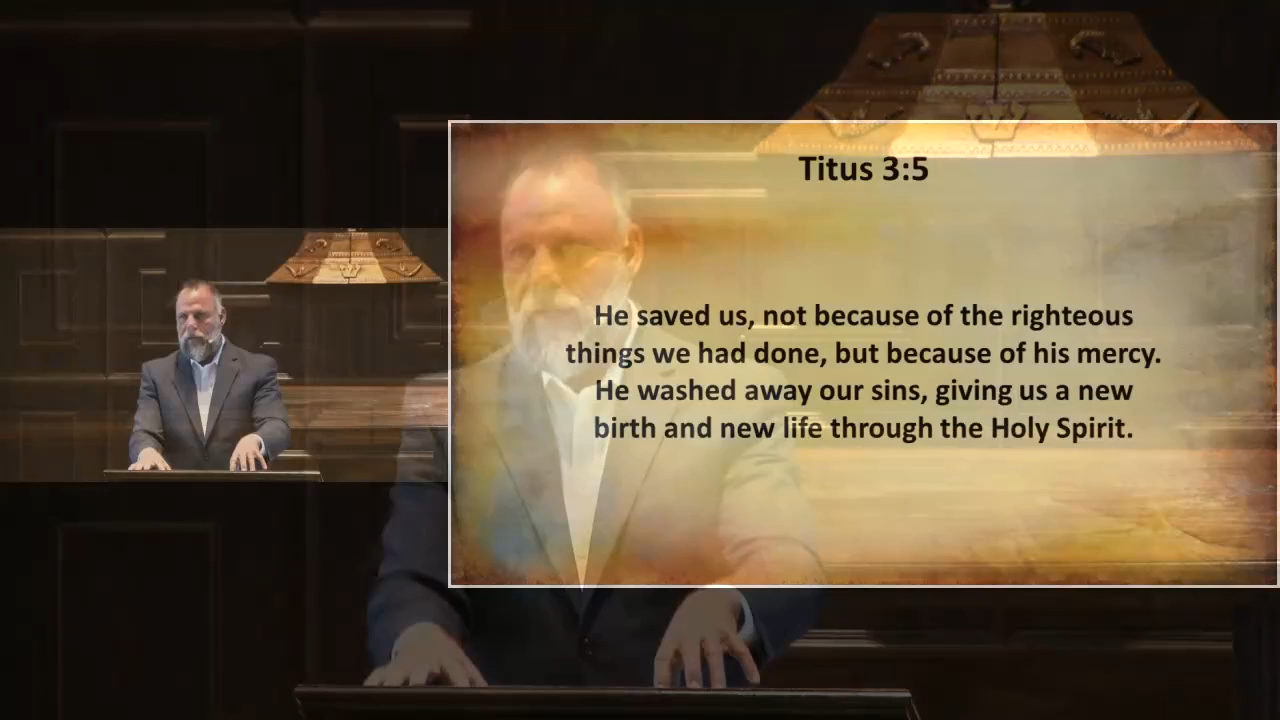 Titus 3:5
He saved us, not because of the righteous
things we had done, but because of his mercy.
He washed away our sins, giving us a new
birth and new life through the Holy Spirit.